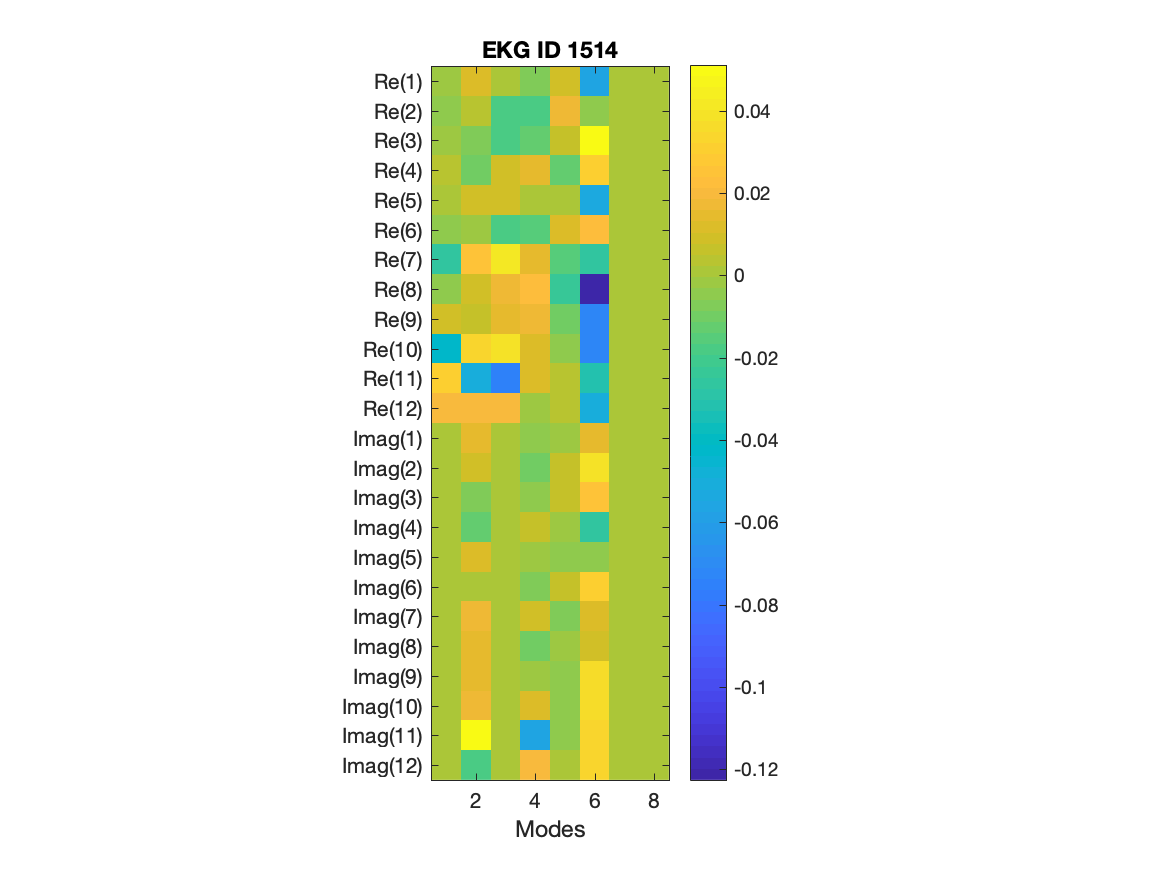 EKG ID 1514
Re(1)
Re(2)
Re(3)
Re(4)
Re(5)
Re(6)
Re(7)
Re(8)
Re(9)
Re(10)
Re(11)
Re(12)
Imag(1)
Imag(2)
Imag(3)
Imag(4)
Imag(5)
Imag(6)
Imag(7)
Imag(8)
Imag(9)
Imag(10)
Imag(11)
Imag(12)
2 4 6 8
Modes
0.04
0.02
0
-0.02
-0.04
-0.06
-0.08
-0.1
-0.12